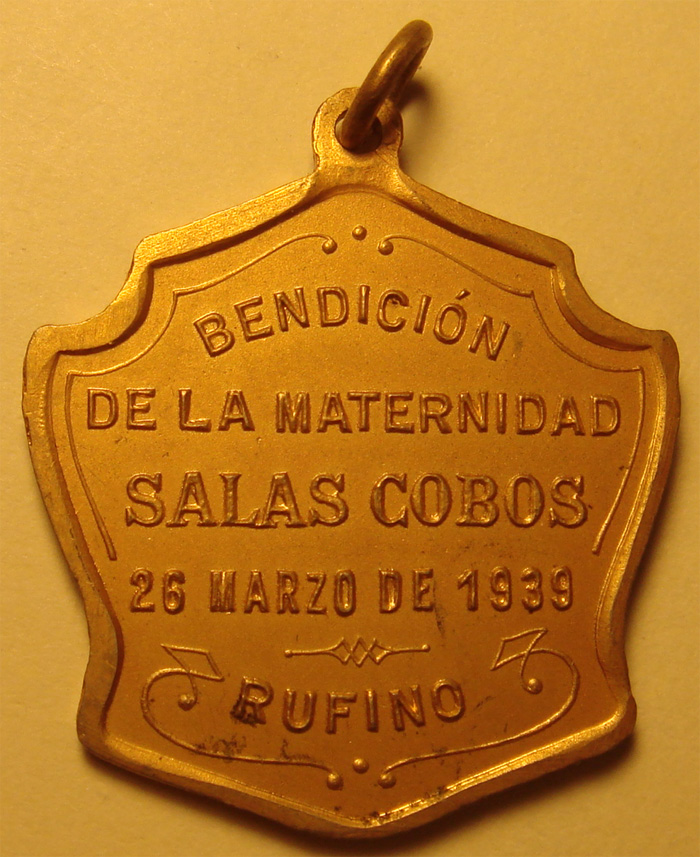 BENDICIÓN
DE LA MATERNIDAD
SALAS COBOS
26 MARZO DE 1939
RUFINO